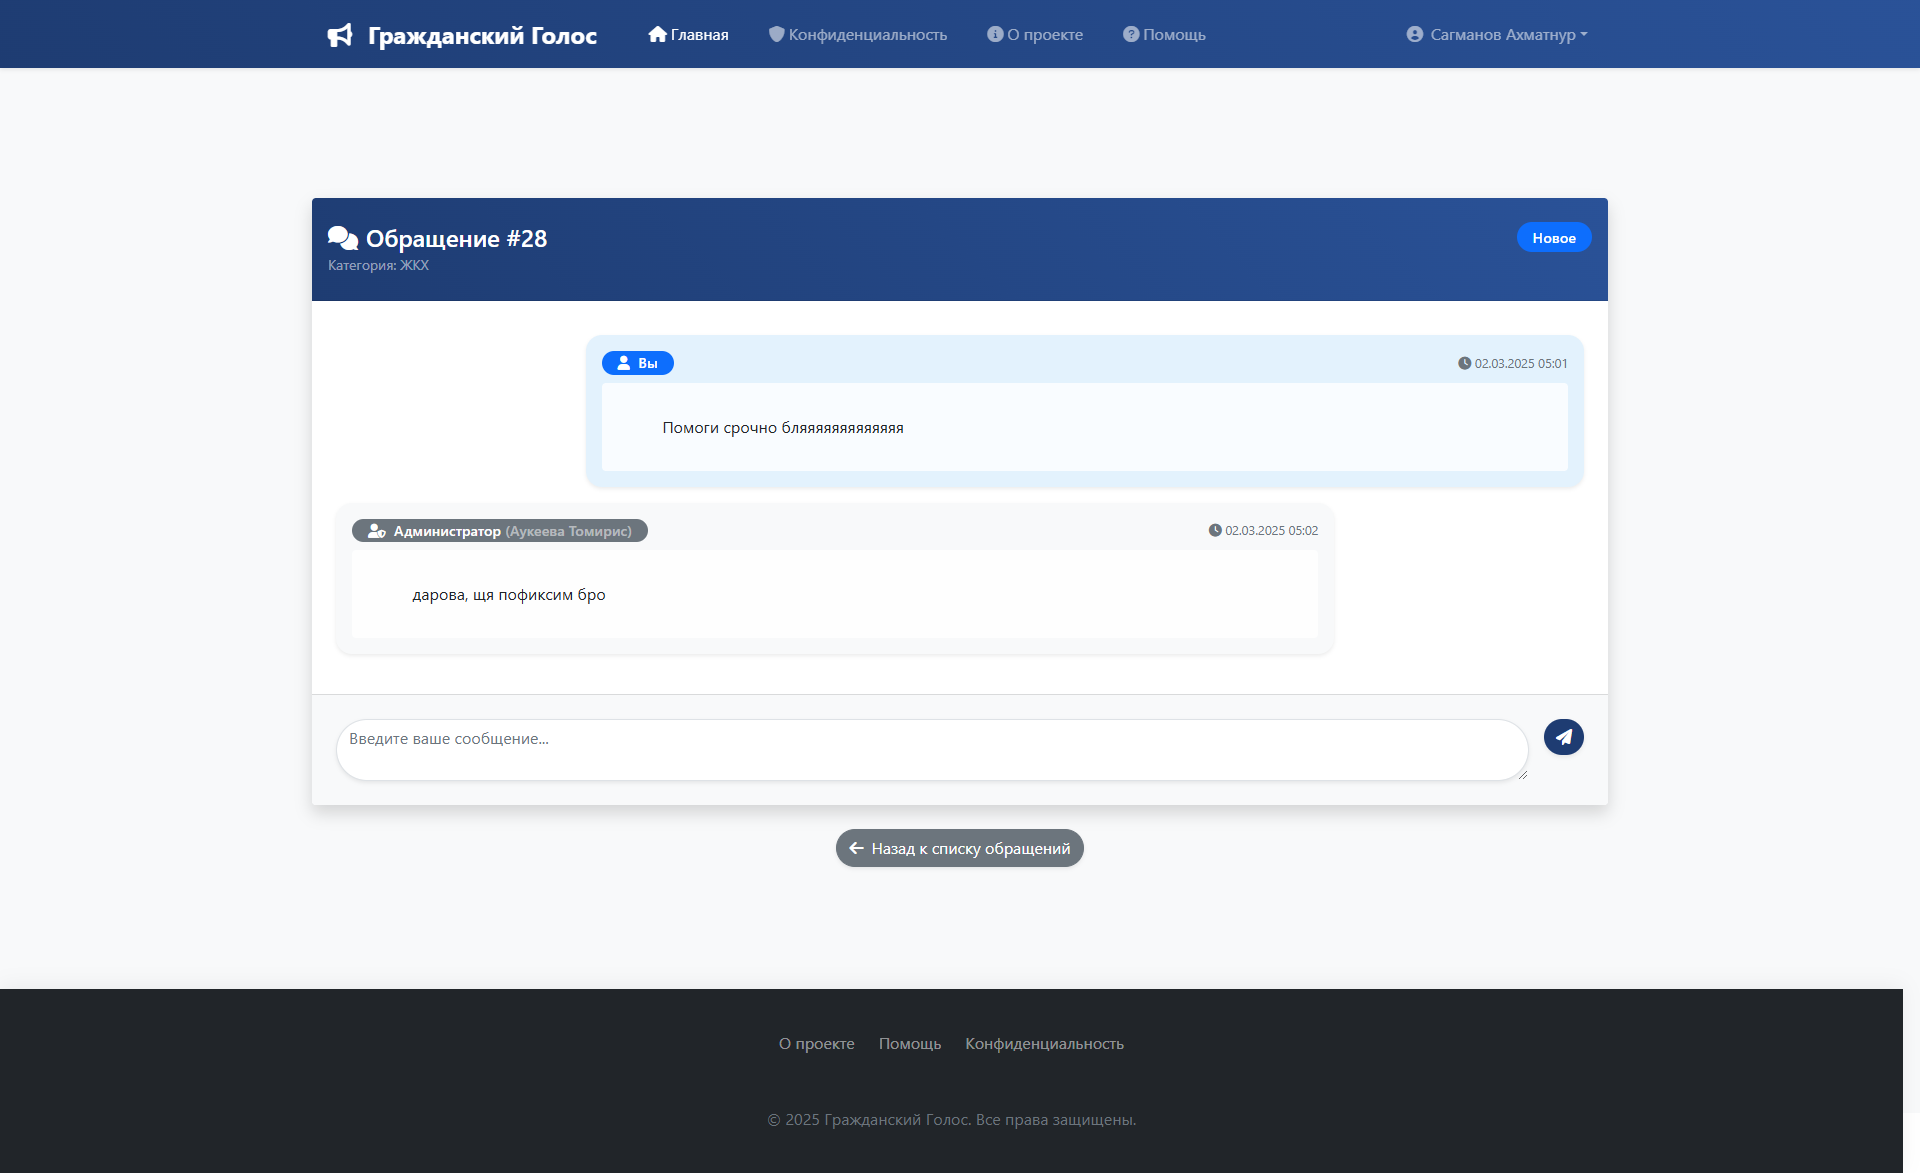 Гражданский Голос
Главная
Конфиденциальность
О проекте
Помощь
Сагманов Ахматнур
Обращение #28
Новое
Категория: ЖКХ
Вы
02.03.2025 05:01
Помоги срочно бляяяяяяяяяяяяя
Администратор (Аукеева Томирис)
02.03.2025 05:02
дарова, щя пофиксим бро
Введите ваше сообщение...
Назад к списку обращений
О проекте
Помощь
Конфиденциальность
© 2025 Гражданский Голос. Все права защищены.